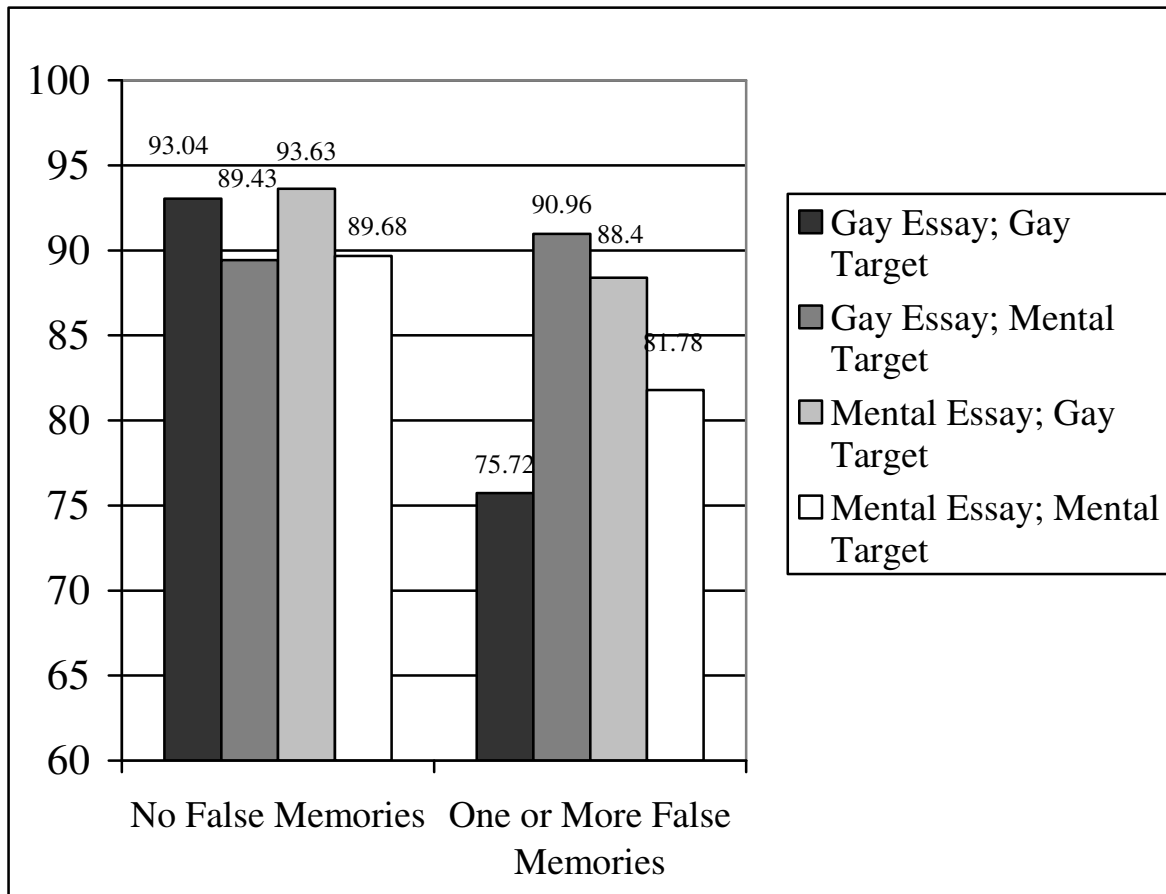 100
95
90
85
80
75
70
65
60
93.04
89.43
93.63
89.68
75.72
90.96
88.4
81.78
No False Memories
One or More False
Memories
Gay Essay; Gay
Target
Gay Essay; Mental
Target
Mental Essay; Gay
Target
Mental Essay; Mental
Target